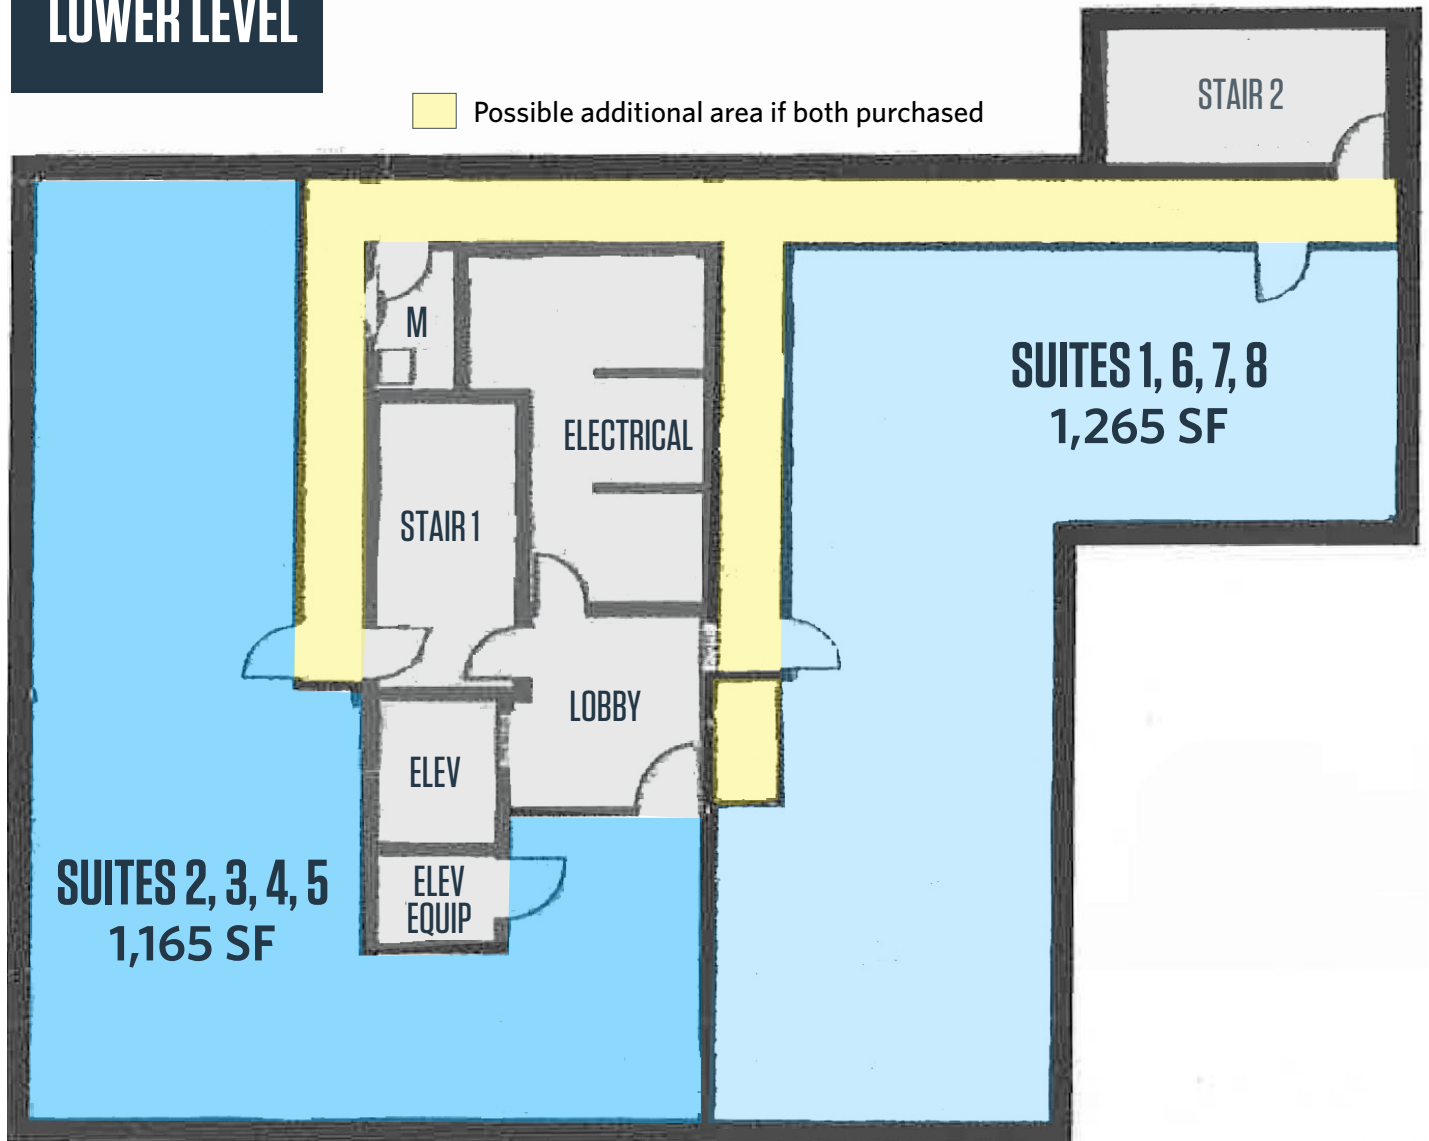 LOWER LEVEL
Possible additional area if both purchased
STAIR 2
M
SUITES 1, 6, 7, 8
1,265 SF
ELECTRICAL
STAIR 1
LOBBY
ELEV
SUITES 2, 3, 4, 5
1,165 SF
ELEV
EQUIP